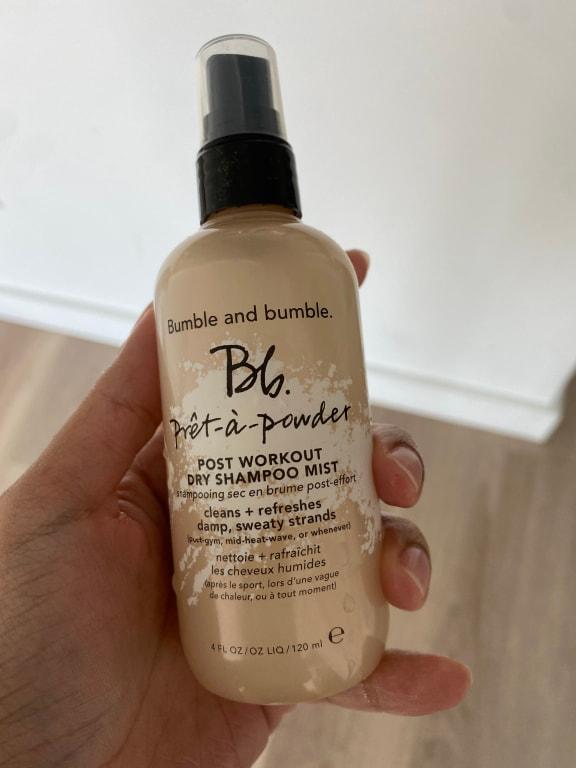 Bumble and bumble.
Bb.
Prêt-à-powder
POST WORKOUT
DRY SHAMPOO MIST
shampooing sec en brume post-effort
cleans + refreshes
damp, sweaty strands
(post-gym, mid-heat-wave, or whenever)
nettoie + rafraîchit
les cheveux humides
(après le sport, lors d'une vague
de chaleur, ou à tout moment)
4 FL OZ/OZ LIQ/120 ml ℮